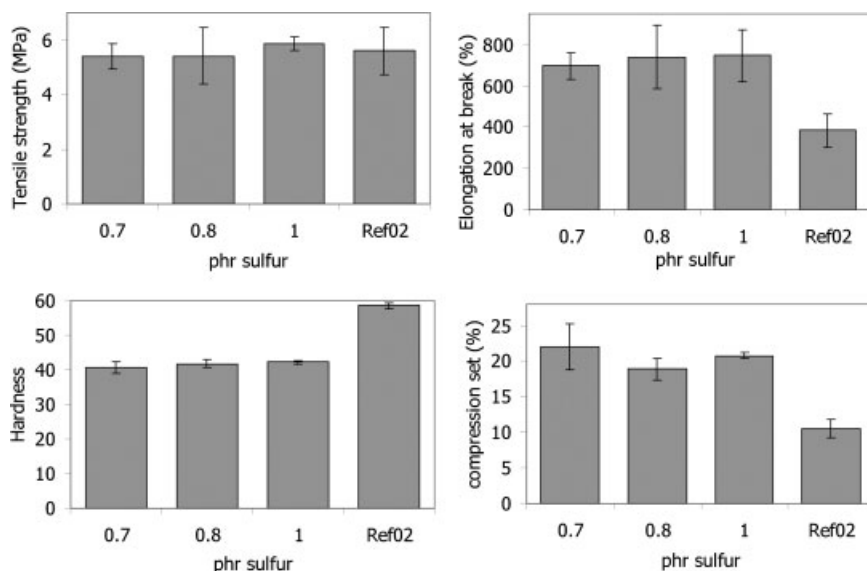 Tensile strength (MPa)
6
4
2
0
0.7 0.8 1 Ref02
phr sulfur
Elongation at break (%)
800
600
400
200
0
0.7 0.8 1 Ref02
phr sulfur
Hardness
60
50
40
30
20
10
0
0.7 0.8 1 Ref02
phr sulfur
compression set (%)
25
20
15
10
5
0
0.7 0.8 1 Ref02
phr sulfur